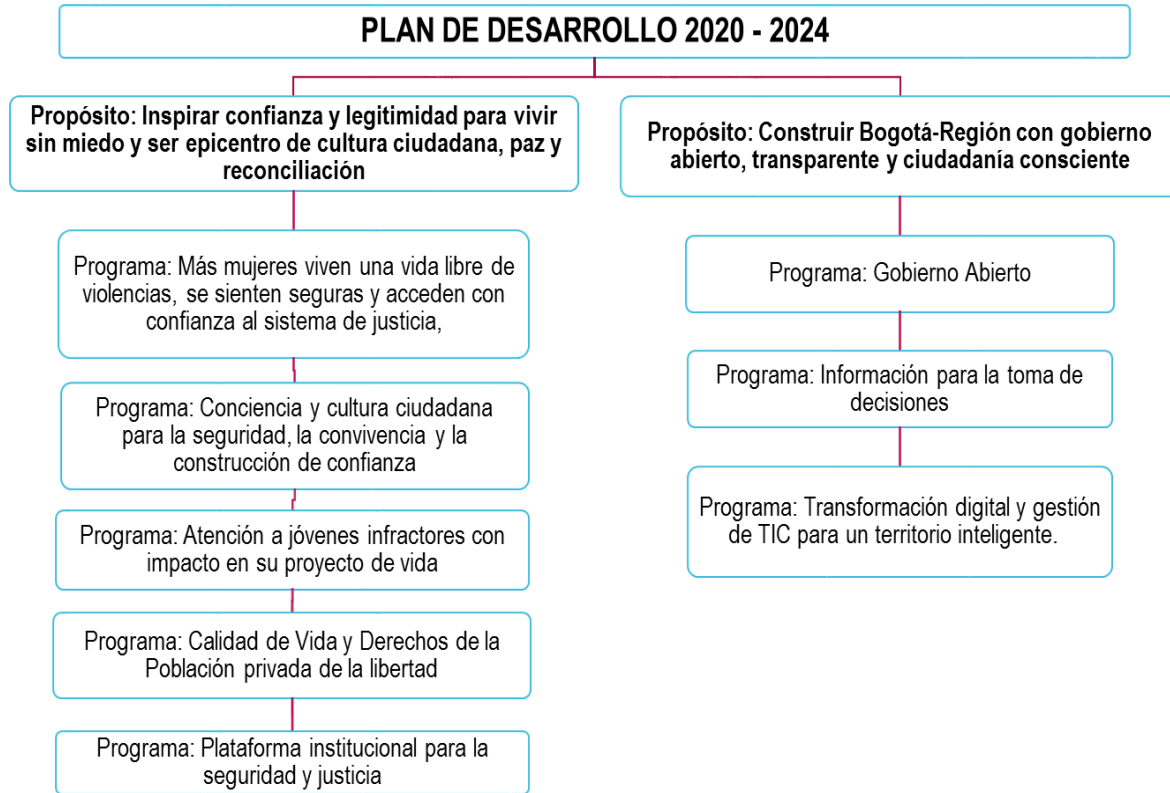 PLAN DE DESARROLLO 2020 - 2024
Propósito: Inspirar confianza y legitimidad para vivir
sin miedo y ser epicentro de cultura ciudadana, paz y
reconciliación
Programa: Más mujeres viven una vida libre de
violencias, se sienten seguras y acceden con
confianza al sistema de justicia,
Programa: Conciencia y cultura ciudadana
para la seguridad, la convivencia y la
construcción de confianza
Programa: Atención a jóvenes infractores con
impacto en su proyecto de vida
Programa: Calidad de Vida y Derechos de la
Población privada de la libertad
Programa: Plataforma institucional para la
seguridad y justicia
Propósito: Construir Bogotá-Región con gobierno
abierto, transparente y ciudadanía consciente
Programa: Gobierno Abierto
Programa: Información para la toma de
decisiones
Programa: Transformación digital y gestión
de TIC para un territorio inteligente.